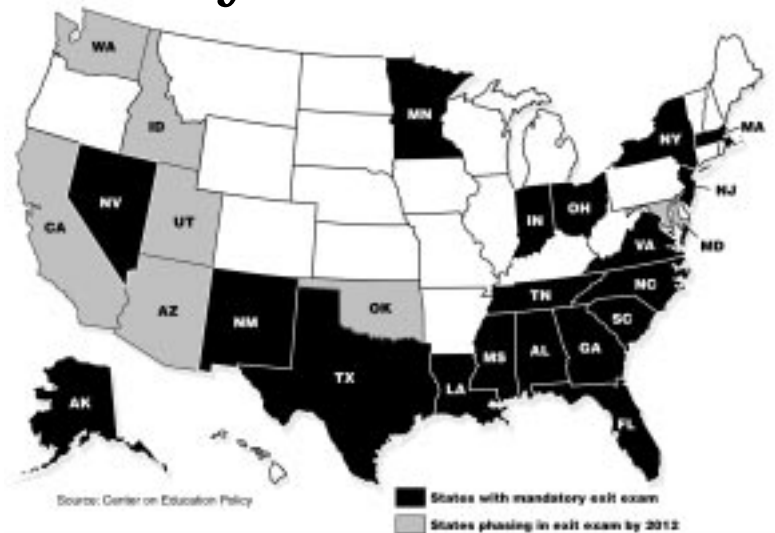 WA
MN
MA
NY
ID
NJ
NV
IN
OH
CA
UT
VA
MD
NC
TN
AZ
OK
SC
NM
MS
AL
GA
TX
LA
AK
FL
Source: Center on Education Policy
States with mandatory exit exam
States phasing in exit exam by 2012